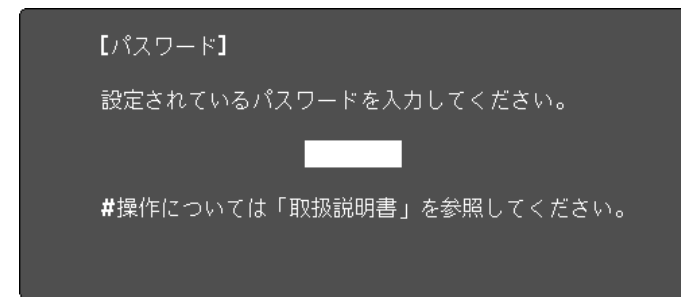 【パスワード】
設定されているパスワードを入力してください。
#操作については「取扱説明書」を参照してください。